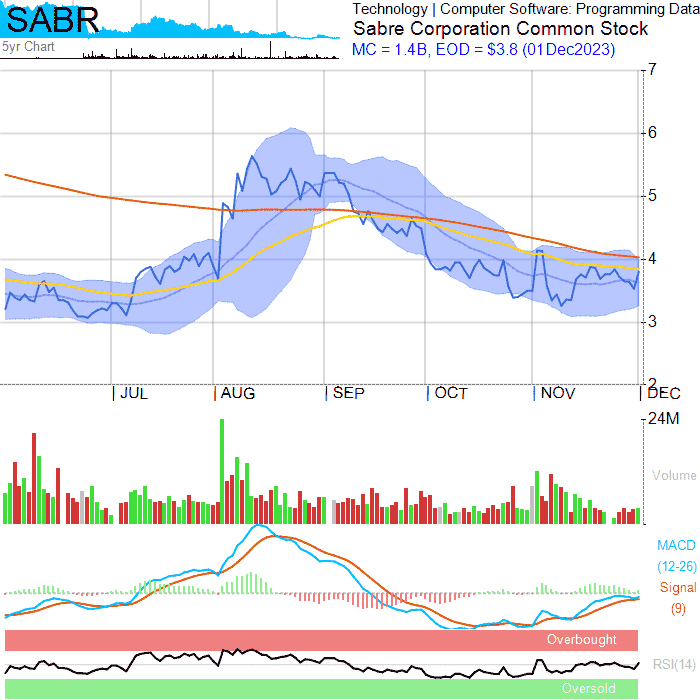 SABR
5yr Chart
Technology | Computer Software: Programming Data
Sabre Corporation Common Stock
MC = 1.4B, EOD = $3.8 (01Dec2023)
7
6
5
4
3
2
JUL
AUG
SEP
OCT
NOV
DEC
24M
Volume
MACD
(12-26)
Signal
(9)
Overbought
RSI(14)
Oversold